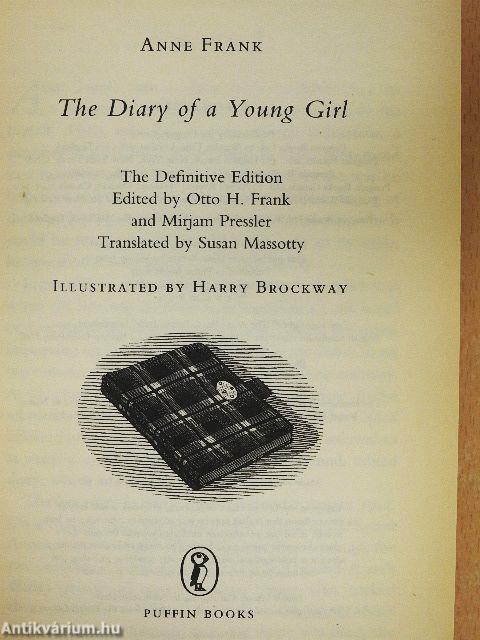 ANNE FRANK
The Diary of a Young Girl
The Definitive Edition
Edited by Otto H. Frank
and Mirjam Pressler
Translated by Susan Massotty
ILLUSTRATED BY HARRY BROCKWAY
PUFFIN BOOKS
Antikvárium.hu